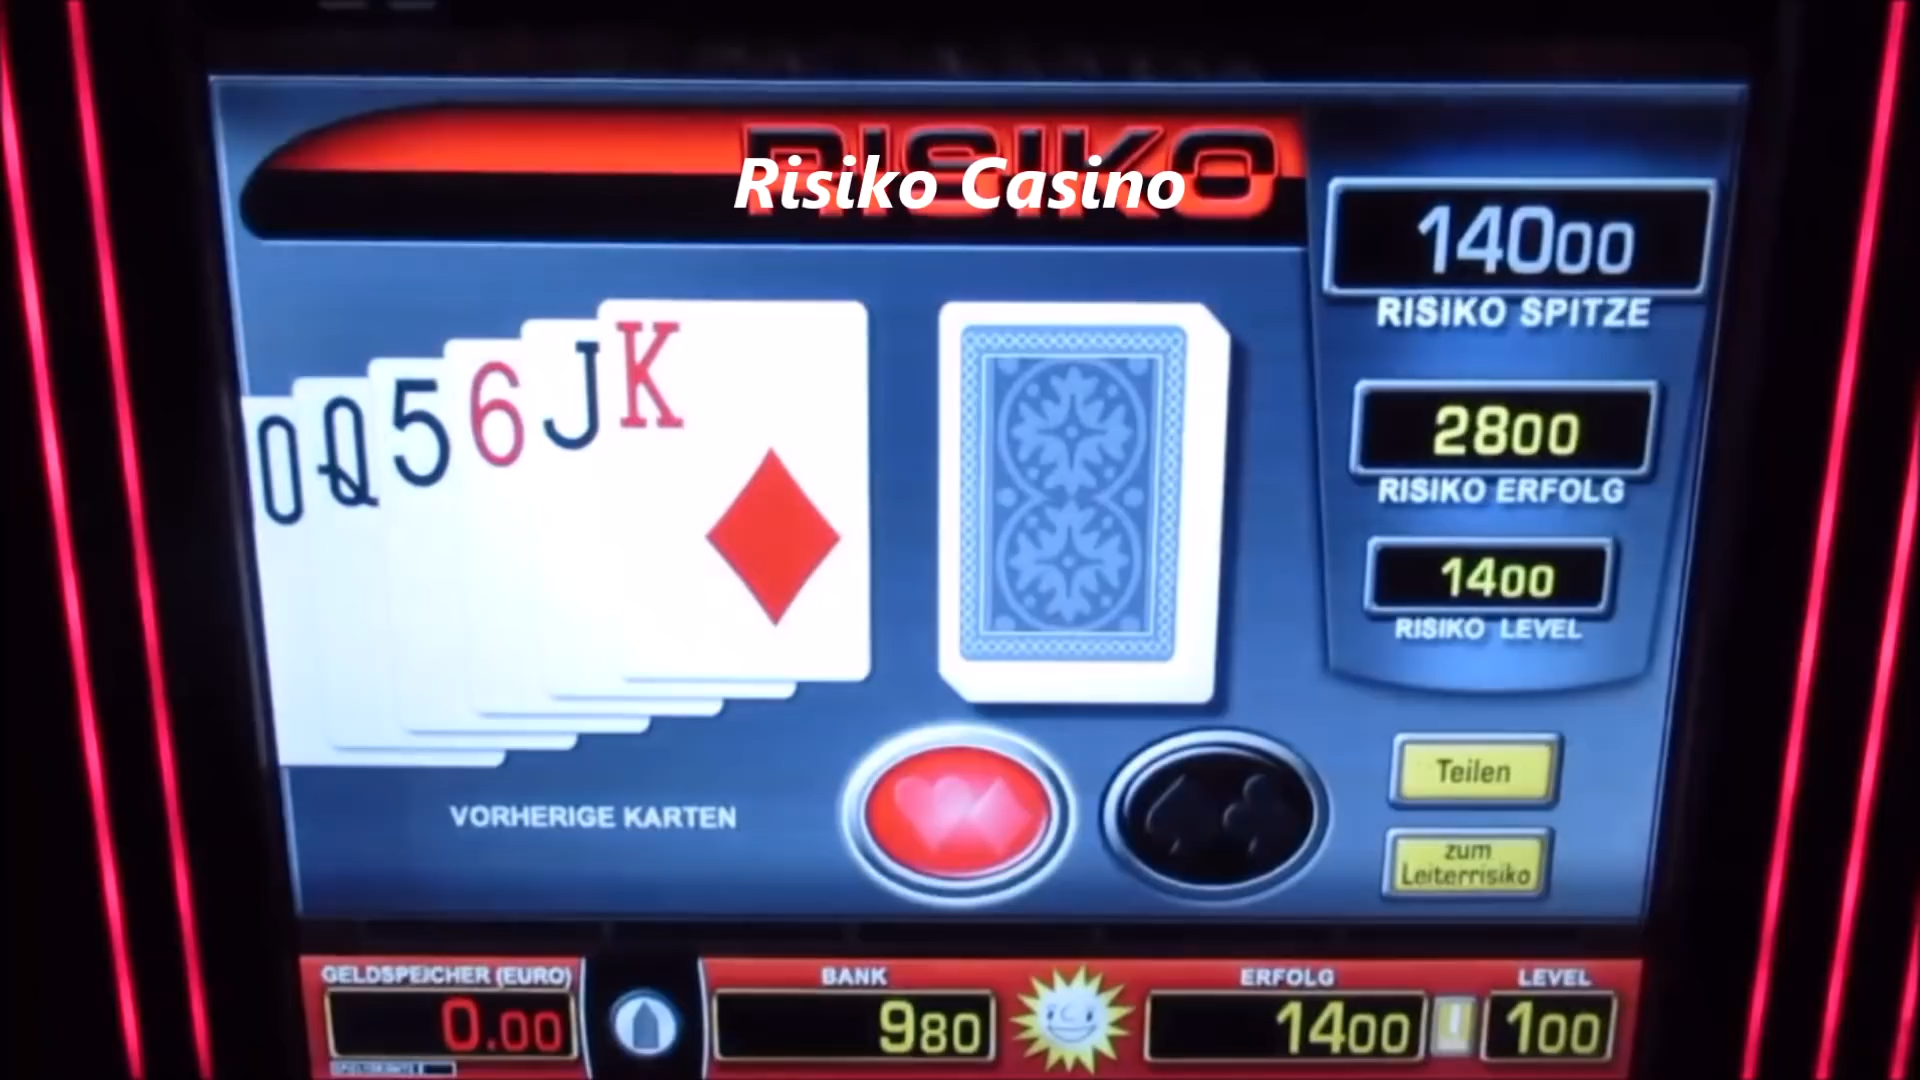 RISIKO
Risiko Casino
14000
RISIKO SPITZE
0 Q 5 6 J K
2800
RISIKO ERFOLG
1400
RISIKO LEVEL
Teilen
zum
Leiterrisiko
VORHERIGE KARTEN
GELDSPEICHER (EURO)
BANK
ERFOLG
LEVEL
0.00
980
1400
100